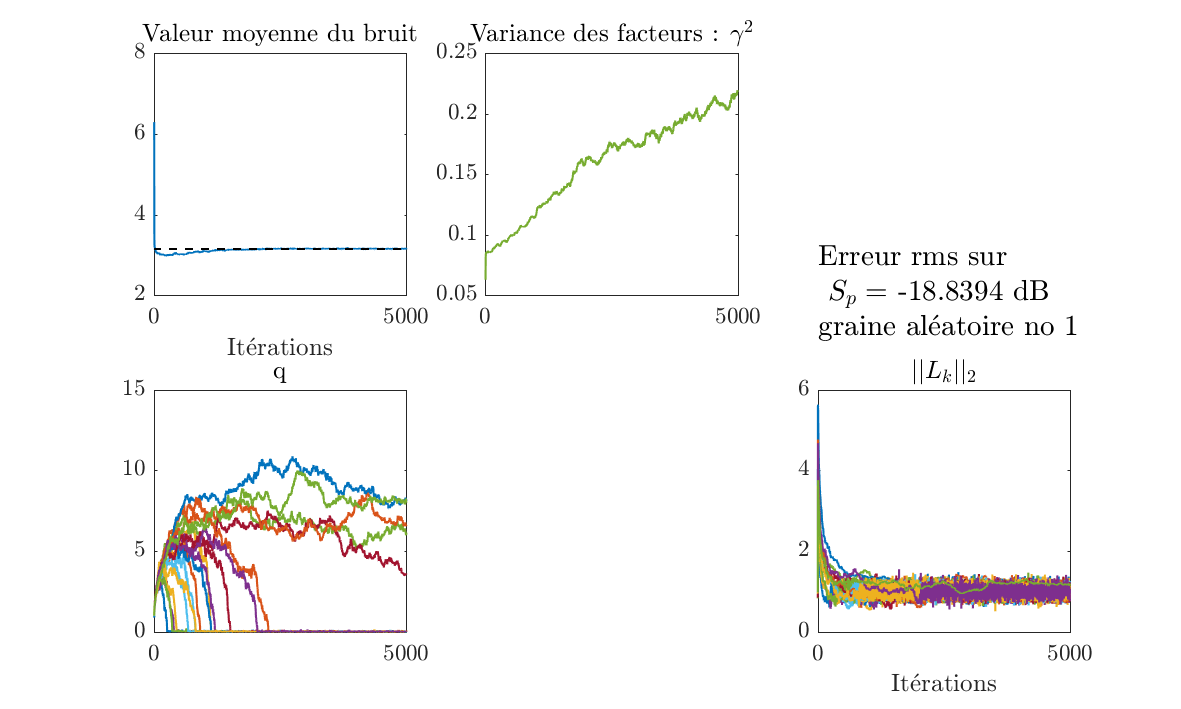 Valeur moyenne du bruit
8
6
4
2
0
5000
Itérations
Variance des facteurs : γ²
0.25
0.2
0.15
0.1
0.05
0
5000
Erreur rms sur
S_p = -18.8394 dB
graine aléatoire no 1
q
15
10
5
0
0
5000
||L_k||₂
6
4
2
0
0
5000
Itérations